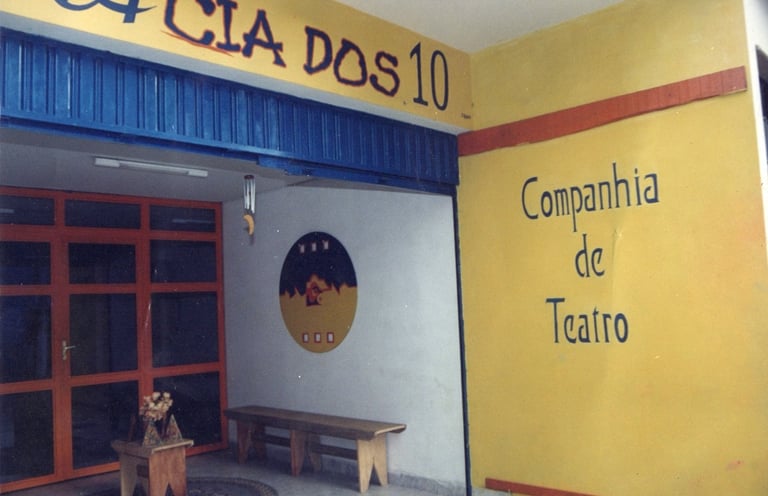 CIA DOS 10
Companhia
de
Teatro